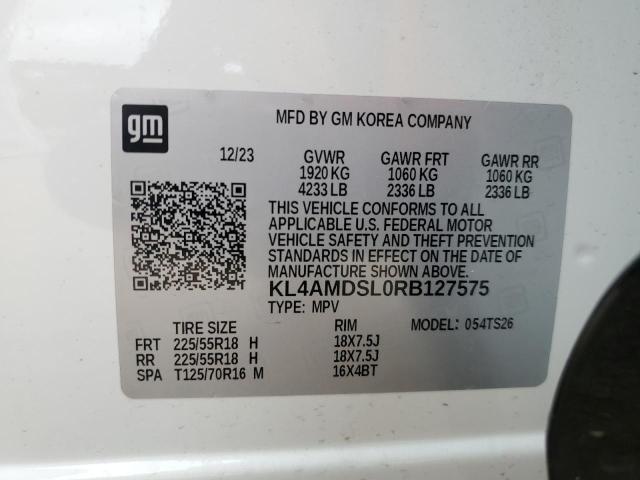 gm
MFD BY GM KOREA COMPANY
12/23 GVWR GAWR FRT GAWR RR
1920 KG 1060 KG 1060 KG
4233 LB 2336 LB 2336 LB
THIS VEHICLE CONFORMS TO ALL
APPLICABLE U.S. FEDERAL MOTOR
VEHICLE SAFETY AND THEFT PREVENTION
STANDARDS IN EFFECT ON THE DATE OF
MANUFACTURE SHOWN ABOVE.
KL4AMDSL0RB127575
TYPE: MPV MODEL: 054TS26
TIRE SIZE RIM
FRT 225/55R18 H 18X7.5J
RR 225/55R18 H 18X7.5J
SPA T125/70R16 M 16X4BT